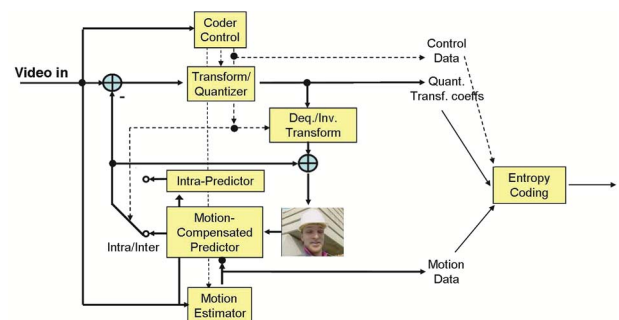 Coder
Control
Control
Data
Video in
-
Transform/
Quantizer
Quant.
Transf. coeffs
Deq./Inv.
Transform
Intra-Predictor
Entropy
Coding
Motion-
Compensated
Predictor
Intra/Inter
Motion
Data
Motion
Estimator